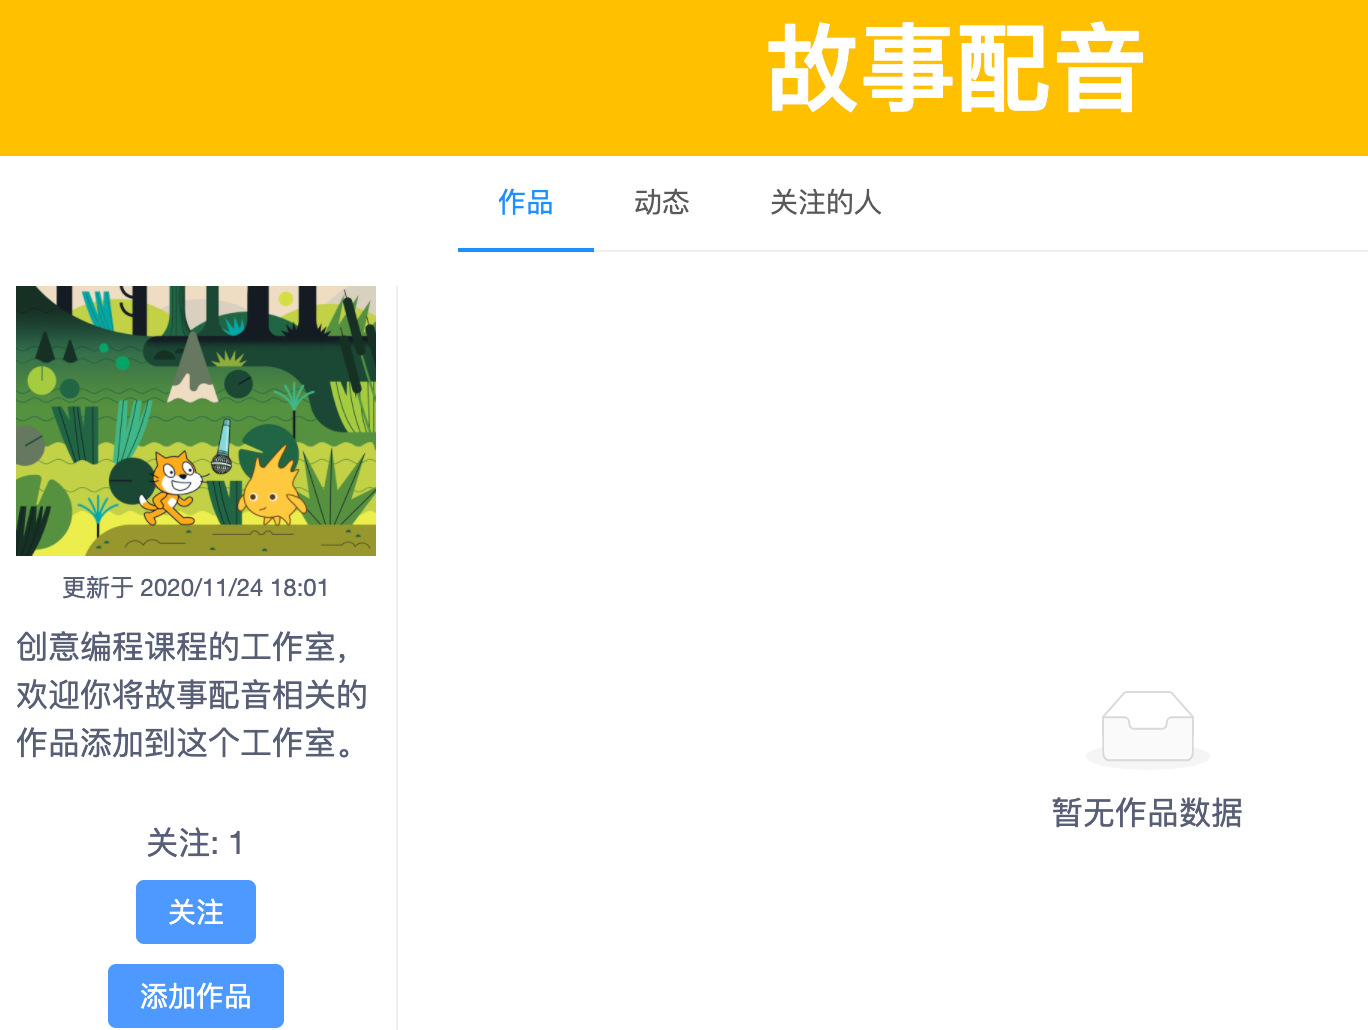 故事配音
作品
动态
关注的人
更新于 2020/11/24 18:01
创意编程课程的工作室，
欢迎你将故事配音相关的
作品添加到这个工作室。
关注: 1
关注
添加作品
暂无作品数据